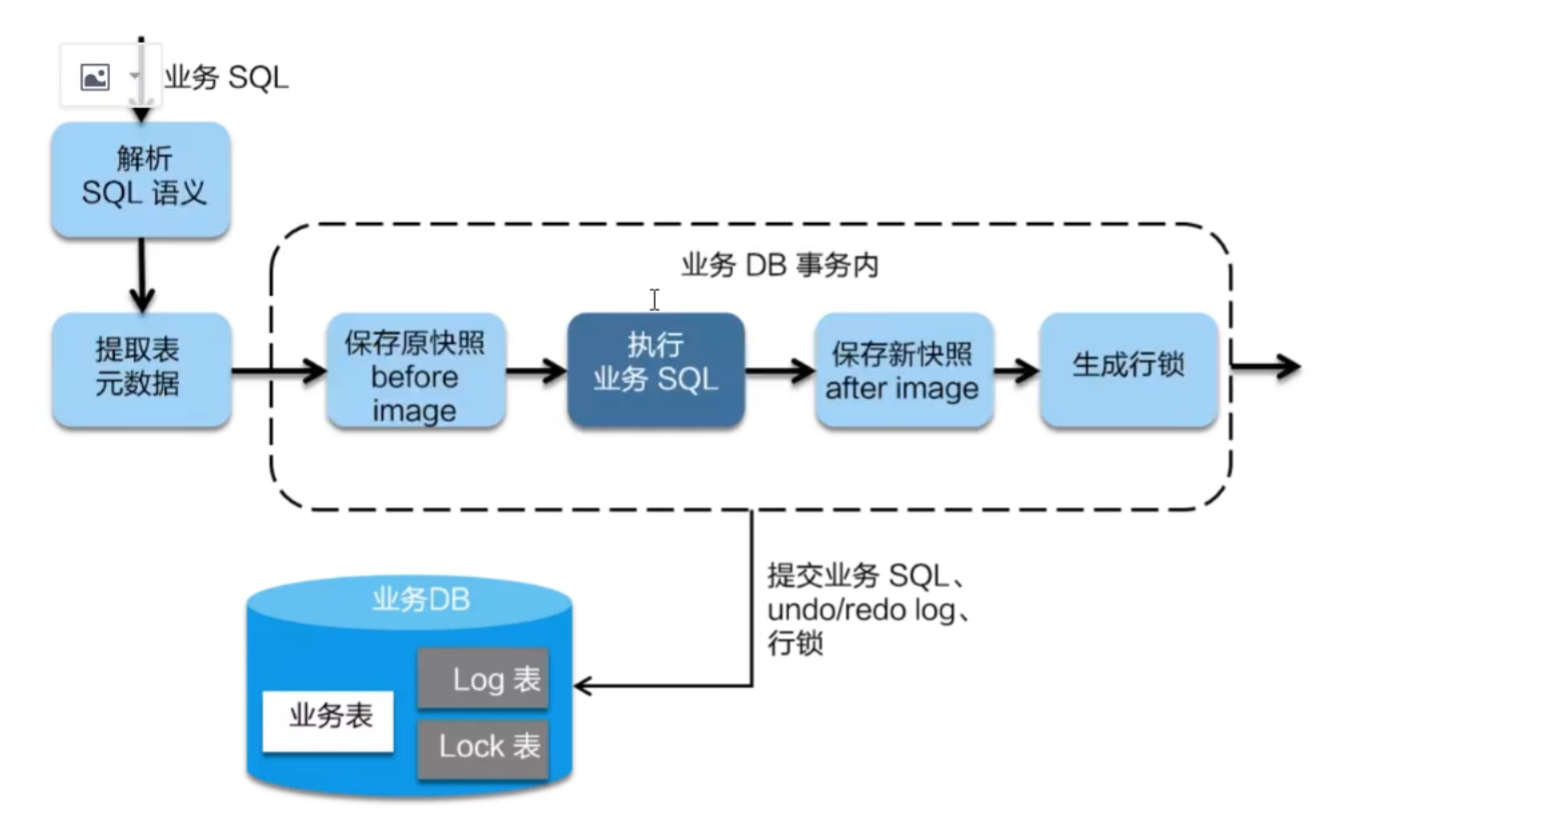 业务 SQL
解析
SQL 语义
业务 DB 事务内
提取表
元数据
保存原快照
before
image
执行
业务 SQL
保存新快照
after image
生成行锁
提交业务 SQL、
undo/redo log、
行锁
业务DB
Log 表
业务表
Lock 表